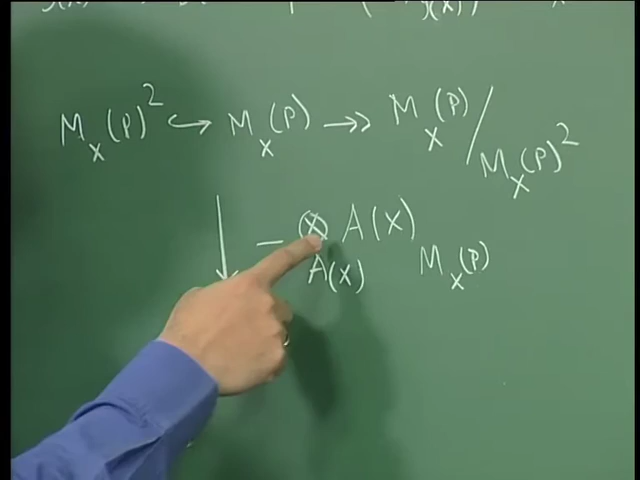 M_X(P)^2 ↪ M_X(P) ↠ M_X(P) / M_X(P)^2
↓ - ⊗_{A(X)} A(X)_{M_X(P)}